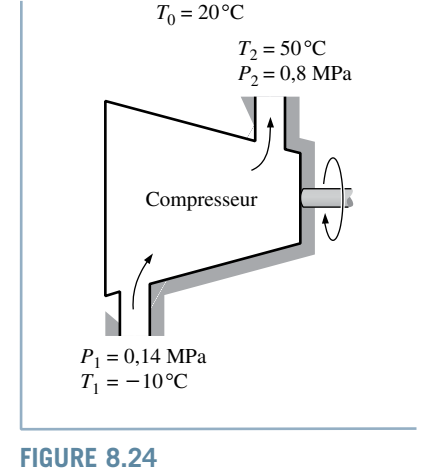 T₀ = 20°C
T₂ = 50°C
P₂ = 0,8 MPa
Compresseur
P₁ = 0,14 MPa
T₁ = −10°C
FIGURE 8.24